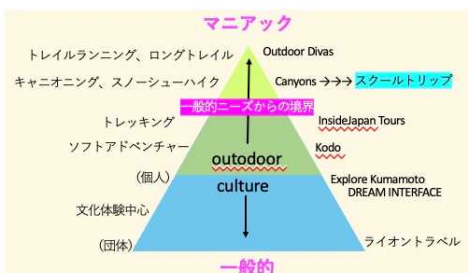 マニアック
トレイルランニング、ロングトレイル
Outdoor Divas
キャニオニング、スノーシューハイク
Canyons →→→ スクールトリップ
一般的ニーズからの境界
トレッキング
InsideJapan Tours
ソフトアドベンチャー
Kodo
outodoor
(個人)
culture
Explore Kumamoto
DREAM INTERFACE
文化体験中心
(団体)
ライオントラベル
一般的